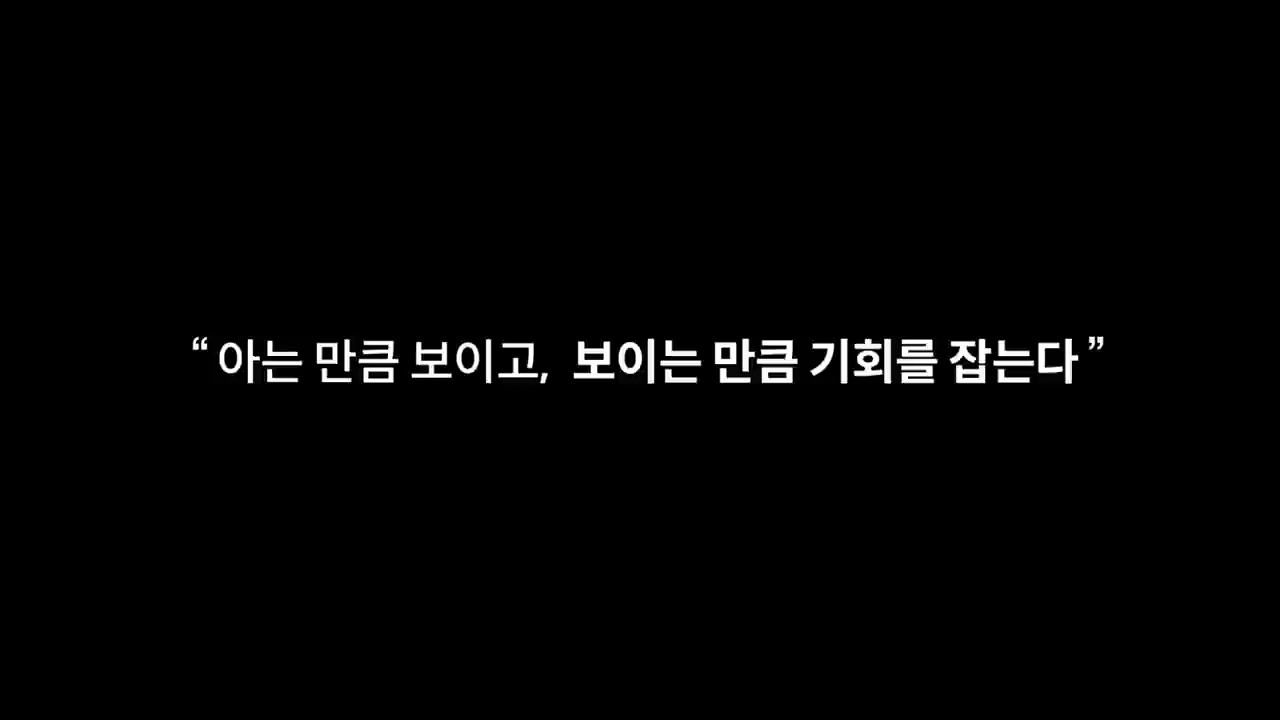 “ 아는 만큼 보이고, 보이는 만큼 기회를 잡는다 ”